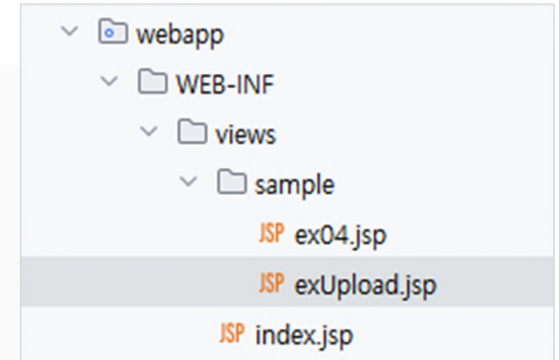 webapp
WEB-INF
views
sample
JSP ex04.jsp
JSP exUpload.jsp
JSP index.jsp